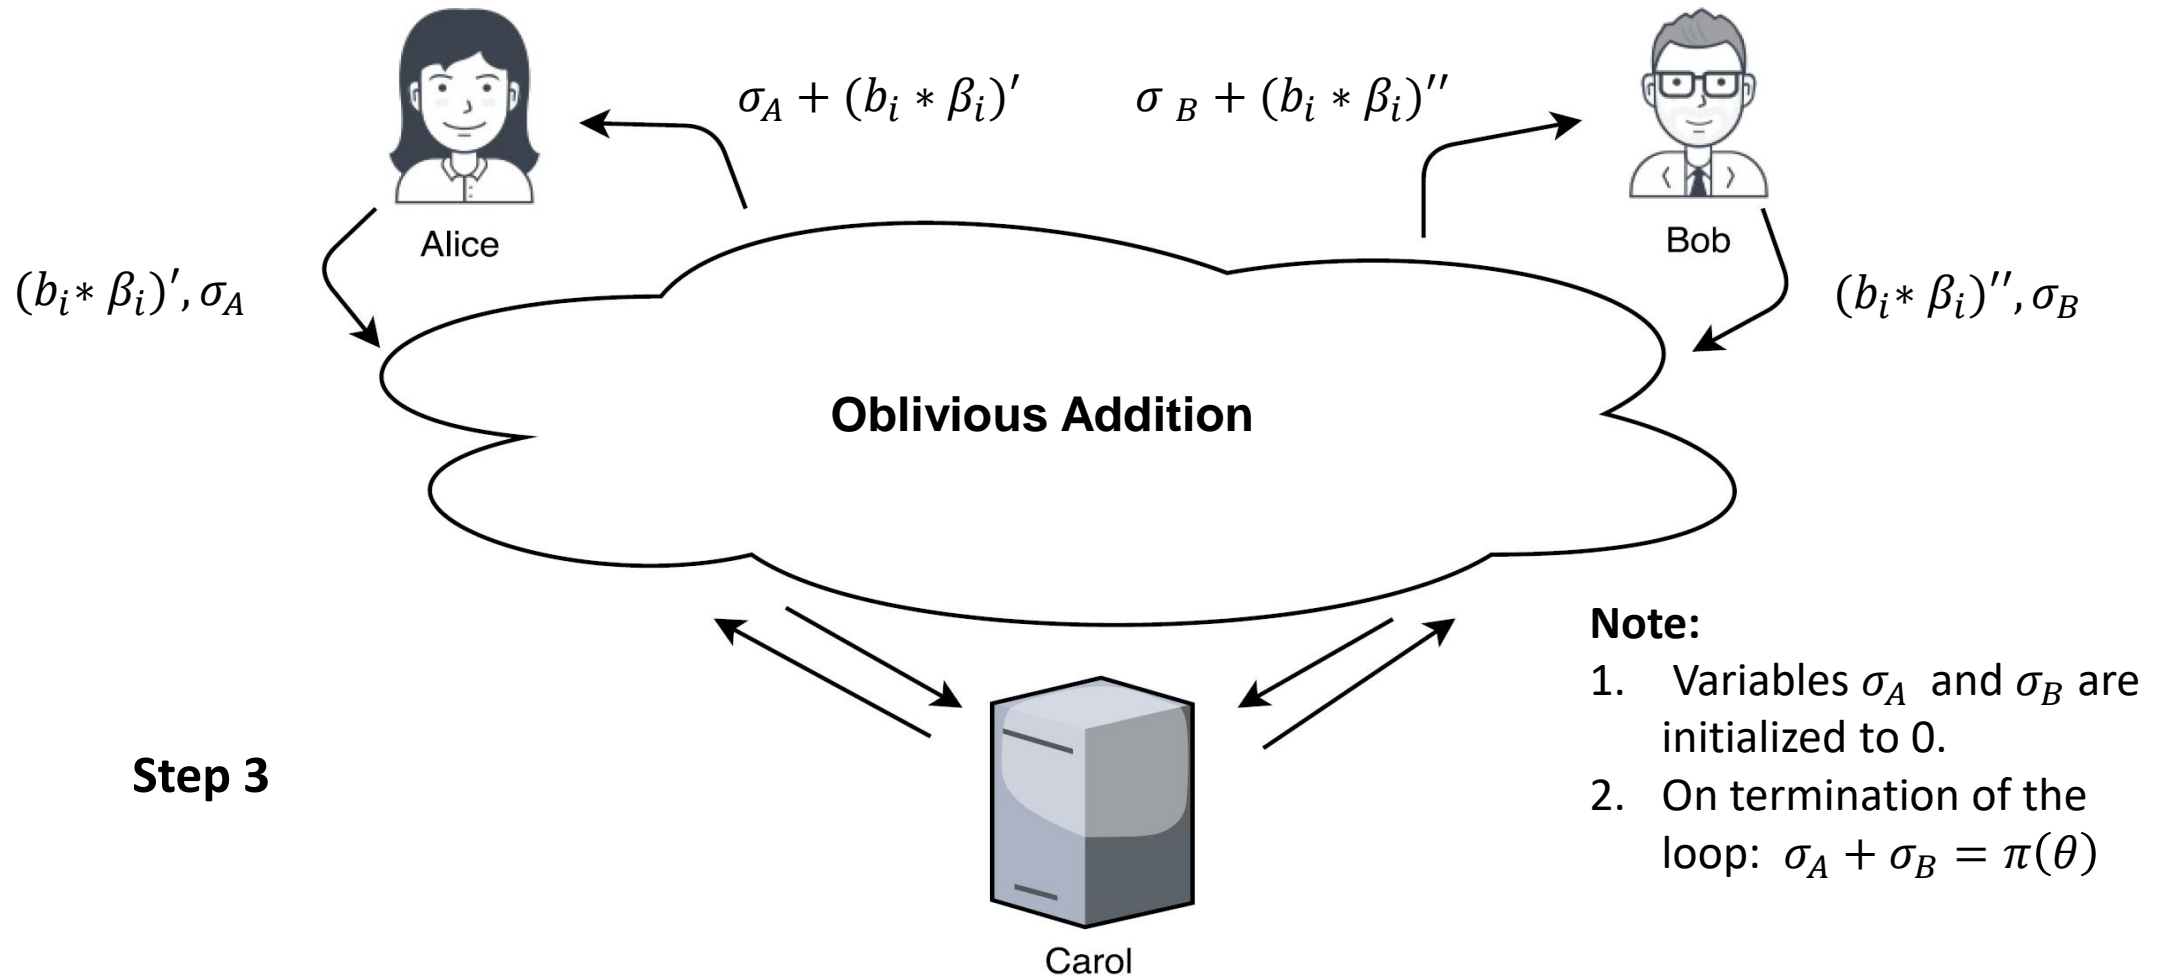 σ_A + (b_i * β_i)′
σ _B + (b_i * β_i)′′
Alice
Bob
(b_i* β_i)′, σ_A
(b_i* β_i)′′, σ_B
Oblivious Addition
Note:
1. Variables σ_A and σ_B are
initialized to 0.
2. On termination of the
loop: σ_A + σ_B = π(θ)
Step 3
Carol